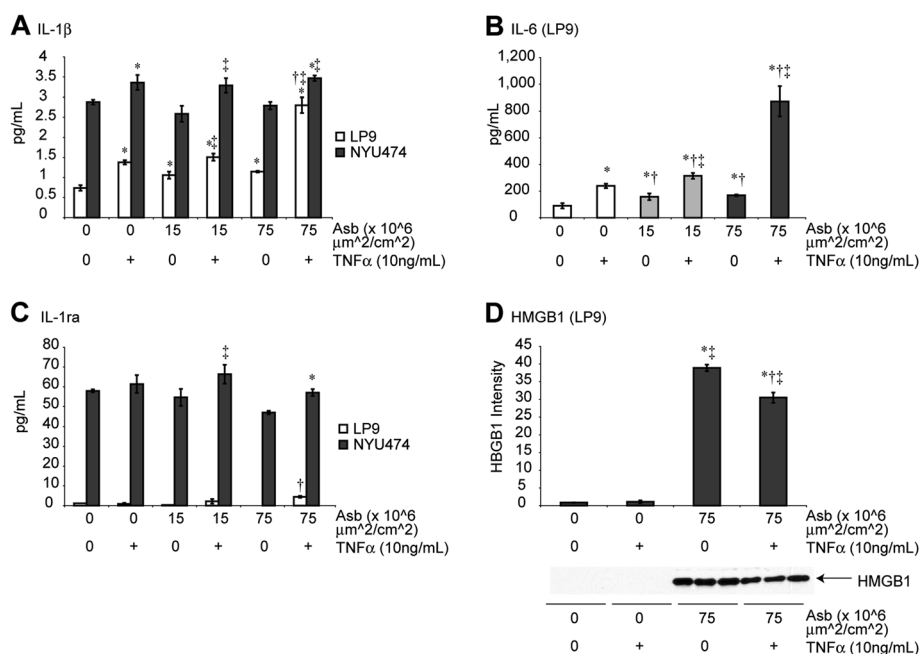 A IL-1β
pg/mL
4
3.5
3
2.5
2
1.5
1
0.5
0
*
*
*
‡
*‡
*
†‡
*
*‡
LP9
NYU474
0 0 15 15 75 75 Asb (x 10^6
μm^2/cm^2)
0 + 0 + 0 + TNFα (10ng/mL)
B IL-6 (LP9)
pg/mL
1,200
1,000
800
600
400
200
0
*
*†
*†‡
*†
*†‡
0 0 15 15 75 75 Asb (x 10^6
μm^2/cm^2)
0 + 0 + 0 + TNFα (10ng/mL)
C IL-1ra
pg/mL
80
70
60
50
40
30
20
10
0
‡
†
*
LP9
NYU474
0 0 15 15 75 75 Asb (x 10^6
μm^2/cm^2)
0 + 0 + 0 + TNFα (10ng/mL)
D HMGB1 (LP9)
HBGB1 Intensity
45
40
35
30
25
20
15
10
5
0
*‡
*†‡
0 0 75 75 Asb (x 10^6
μm^2/cm^2)
0 + 0 + TNFα (10ng/mL)
HMGB1
0 0 75 75 Asb (x 10^6
μm^2/cm^2)
0 + 0 + TNFα (10ng/mL)